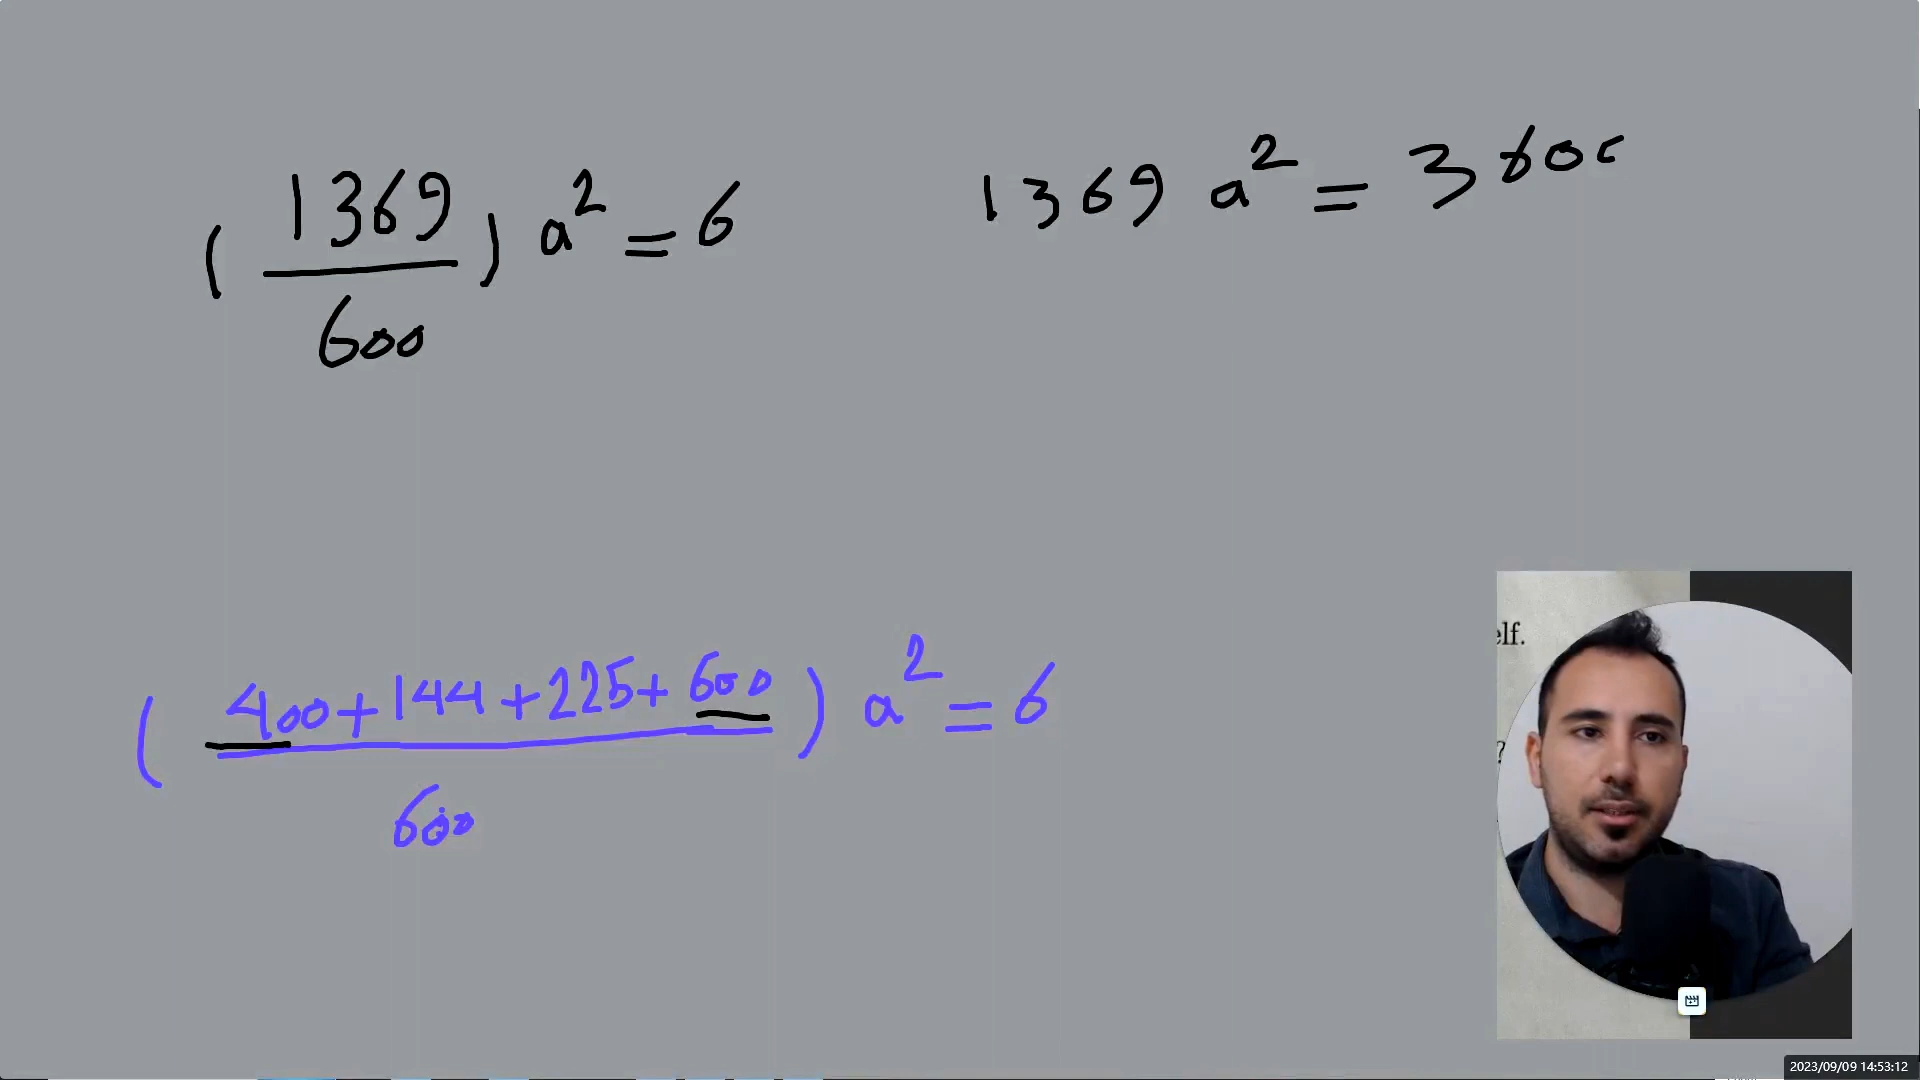 (1369/600) a² = 6
1369 a² = 3600
(400+144+225+600/600) a² = 6
elf.
?
2023/09/09 14:53:12